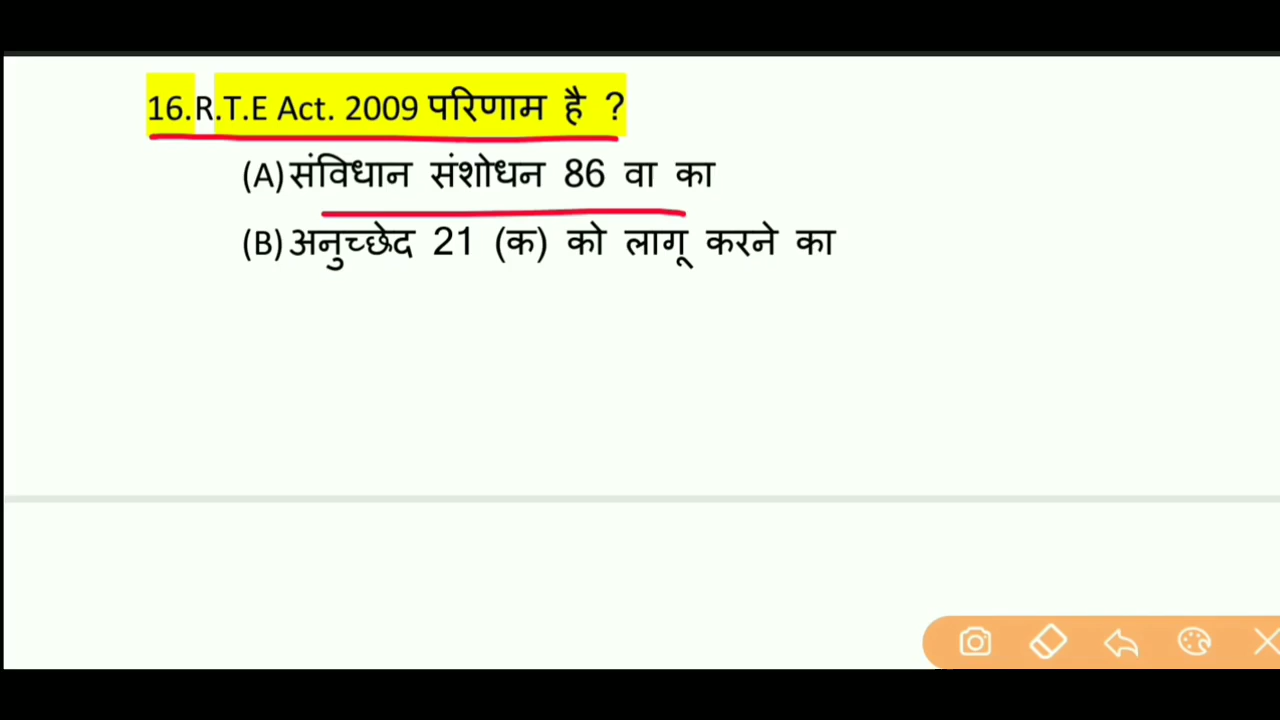 16.R.T.E Act. 2009 परिणाम है ?
(A) संविधान संशोधन 86 वा का
(B) अनुच्छेद 21 (क) को लागू करने का